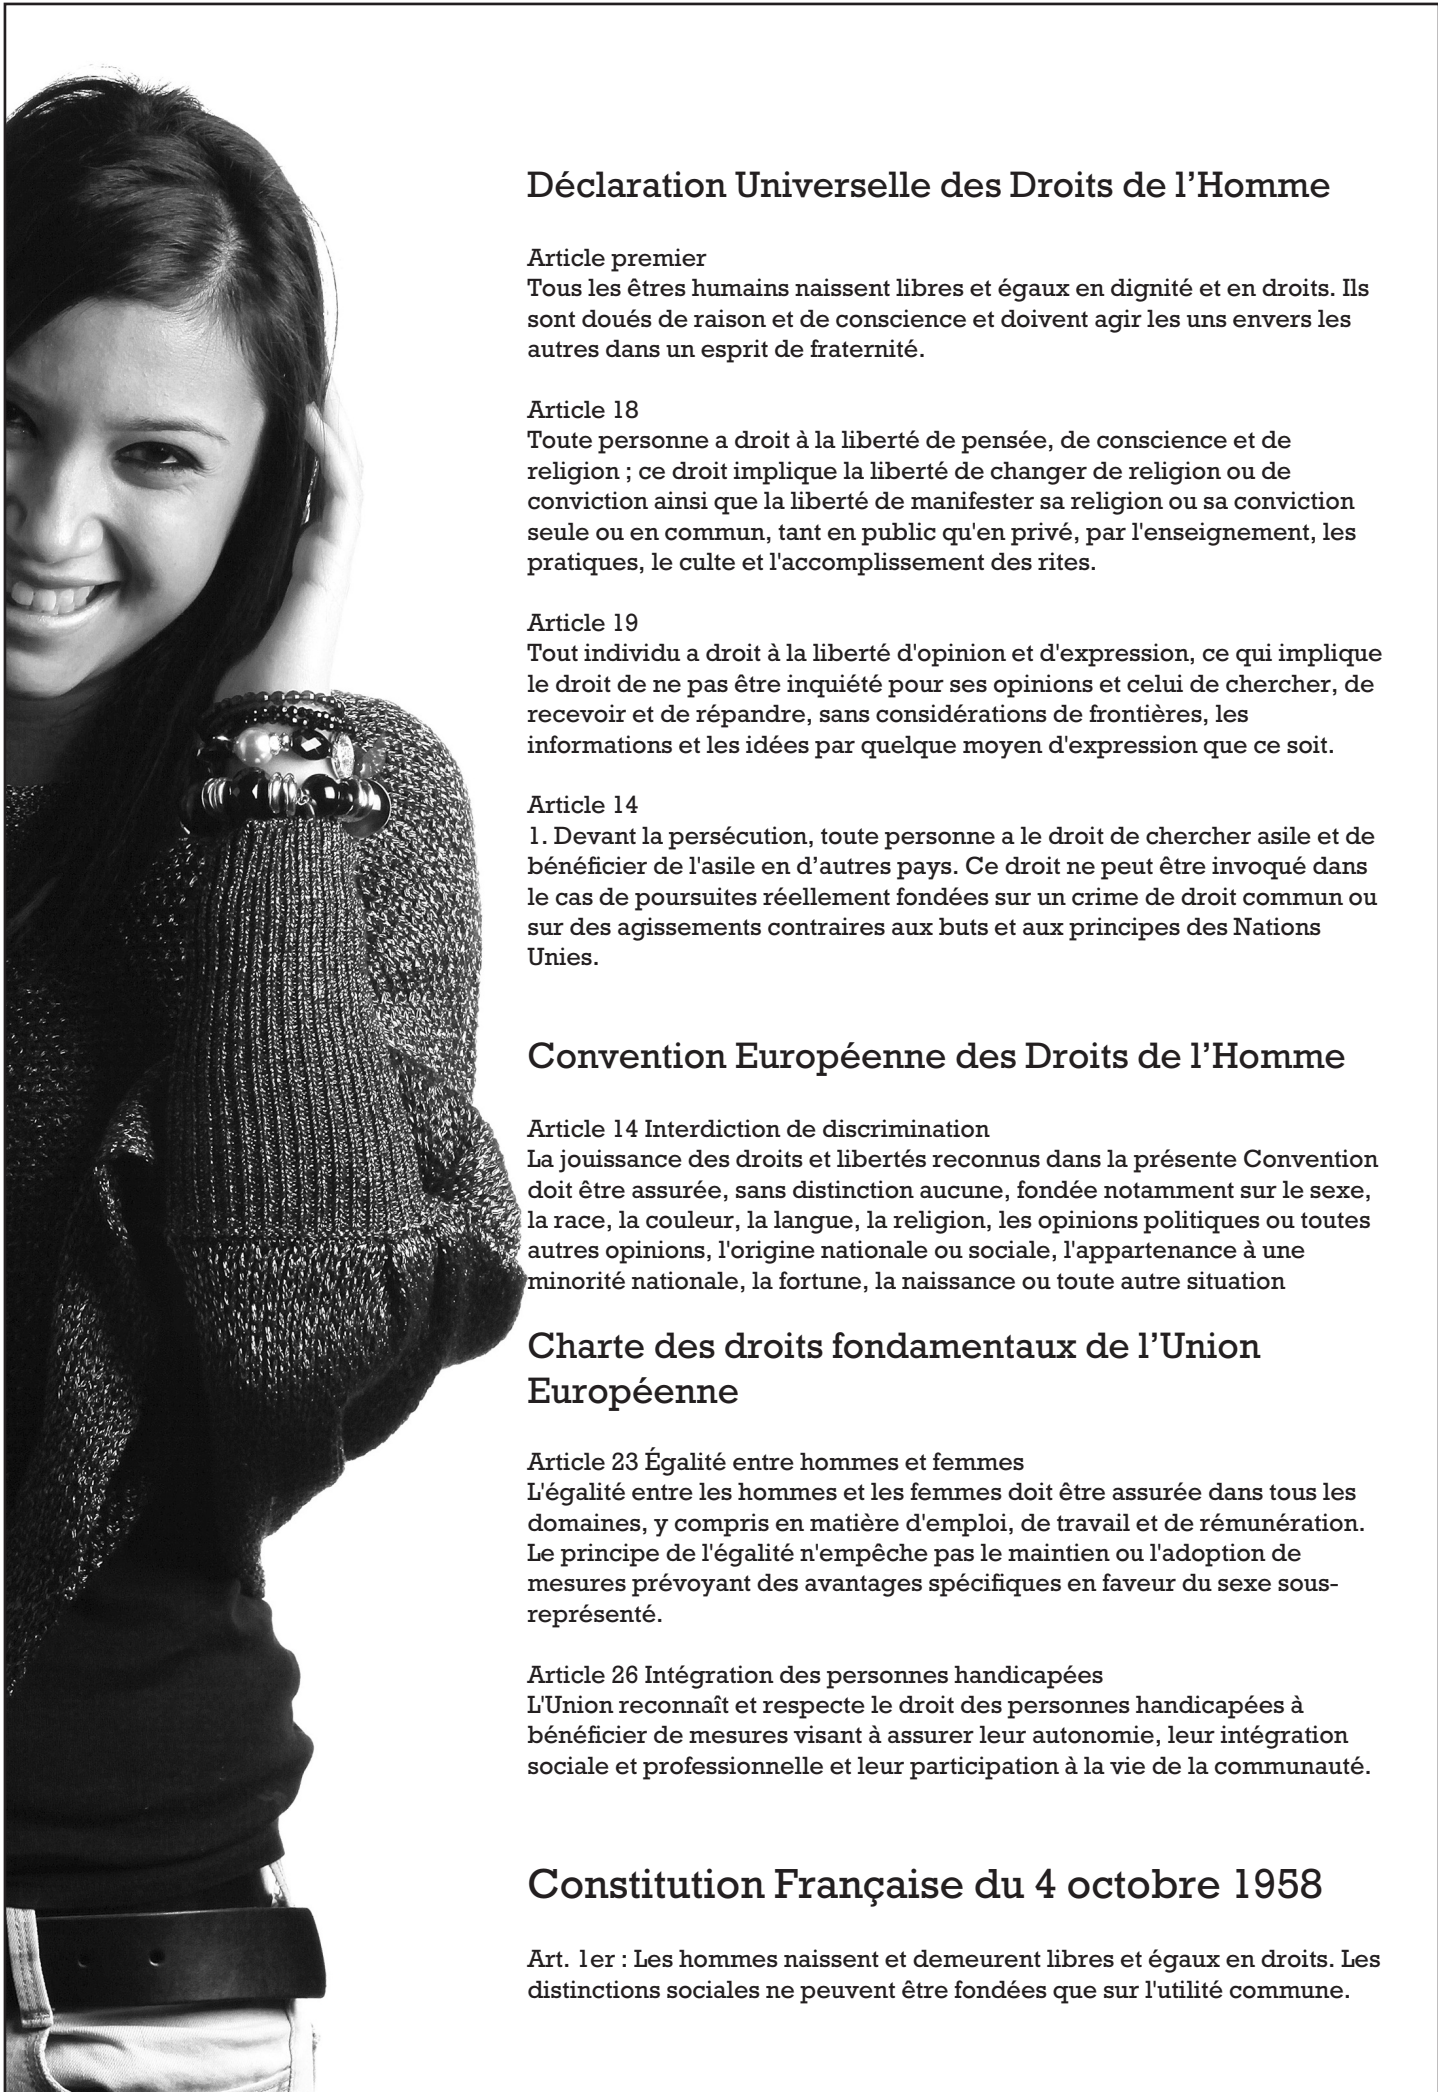 Déclaration Universelle des Droits de l’Homme
Article premier
Tous les êtres humains naissent libres et égaux en dignité et en droits. Ils
sont doués de raison et de conscience et doivent agir les uns envers les
autres dans un esprit de fraternité.
Article 18
Toute personne a droit à la liberté de pensée, de conscience et de
religion ; ce droit implique la liberté de changer de religion ou de
conviction ainsi que la liberté de manifester sa religion ou sa conviction
seule ou en commun, tant en public qu'en privé, par l'enseignement, les
pratiques, le culte et l'accomplissement des rites.
Article 19
Tout individu a droit à la liberté d'opinion et d'expression, ce qui implique
le droit de ne pas être inquiété pour ses opinions et celui de chercher, de
recevoir et de répandre, sans considérations de frontières, les
informations et les idées par quelque moyen d'expression que ce soit.
Article 14
1. Devant la persécution, toute personne a le droit de chercher asile et de
bénéficier de l'asile en d’autres pays. Ce droit ne peut être invoqué dans
le cas de poursuites réellement fondées sur un crime de droit commun ou
sur des agissements contraires aux buts et aux principes des Nations
Unies.
Convention Européenne des Droits de l’Homme
Article 14 Interdiction de discrimination
La jouissance des droits et libertés reconnus dans la présente Convention
doit être assurée, sans distinction aucune, fondée notamment sur le sexe,
la race, la couleur, la langue, la religion, les opinions politiques ou toutes
autres opinions, l'origine nationale ou sociale, l'appartenance à une
minorité nationale, la fortune, la naissance ou toute autre situation
Charte des droits fondamentaux de l’Union
Européenne
Article 23 Égalité entre hommes et femmes
L'égalité entre les hommes et les femmes doit être assurée dans tous les
domaines, y compris en matière d'emploi, de travail et de rémunération.
Le principe de l'égalité n'empêche pas le maintien ou l'adoption de
mesures prévoyant des avantages spécifiques en faveur du sexe sous-
représenté.
Article 26 Intégration des personnes handicapées
L'Union reconnaît et respecte le droit des personnes handicapées à
bénéficier de mesures visant à assurer leur autonomie, leur intégration
sociale et professionnelle et leur participation à la vie de la communauté.
Constitution Française du 4 octobre 1958
Art. 1er : Les hommes naissent et demeurent libres et égaux en droits. Les
distinctions sociales ne peuvent être fondées que sur l'utilité commune.